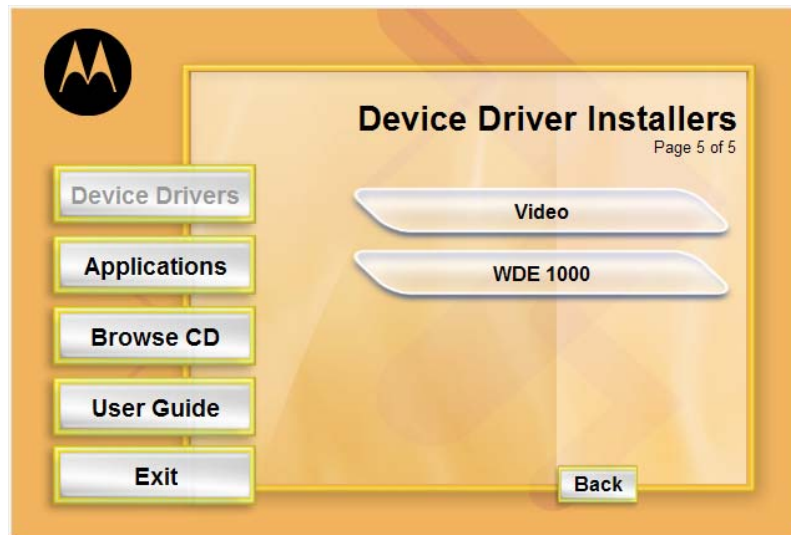 Device Driver Installers
Page 5 of 5
Device Drivers
Applications
Browse CD
User Guide
Exit
Video
WDE 1000
Back